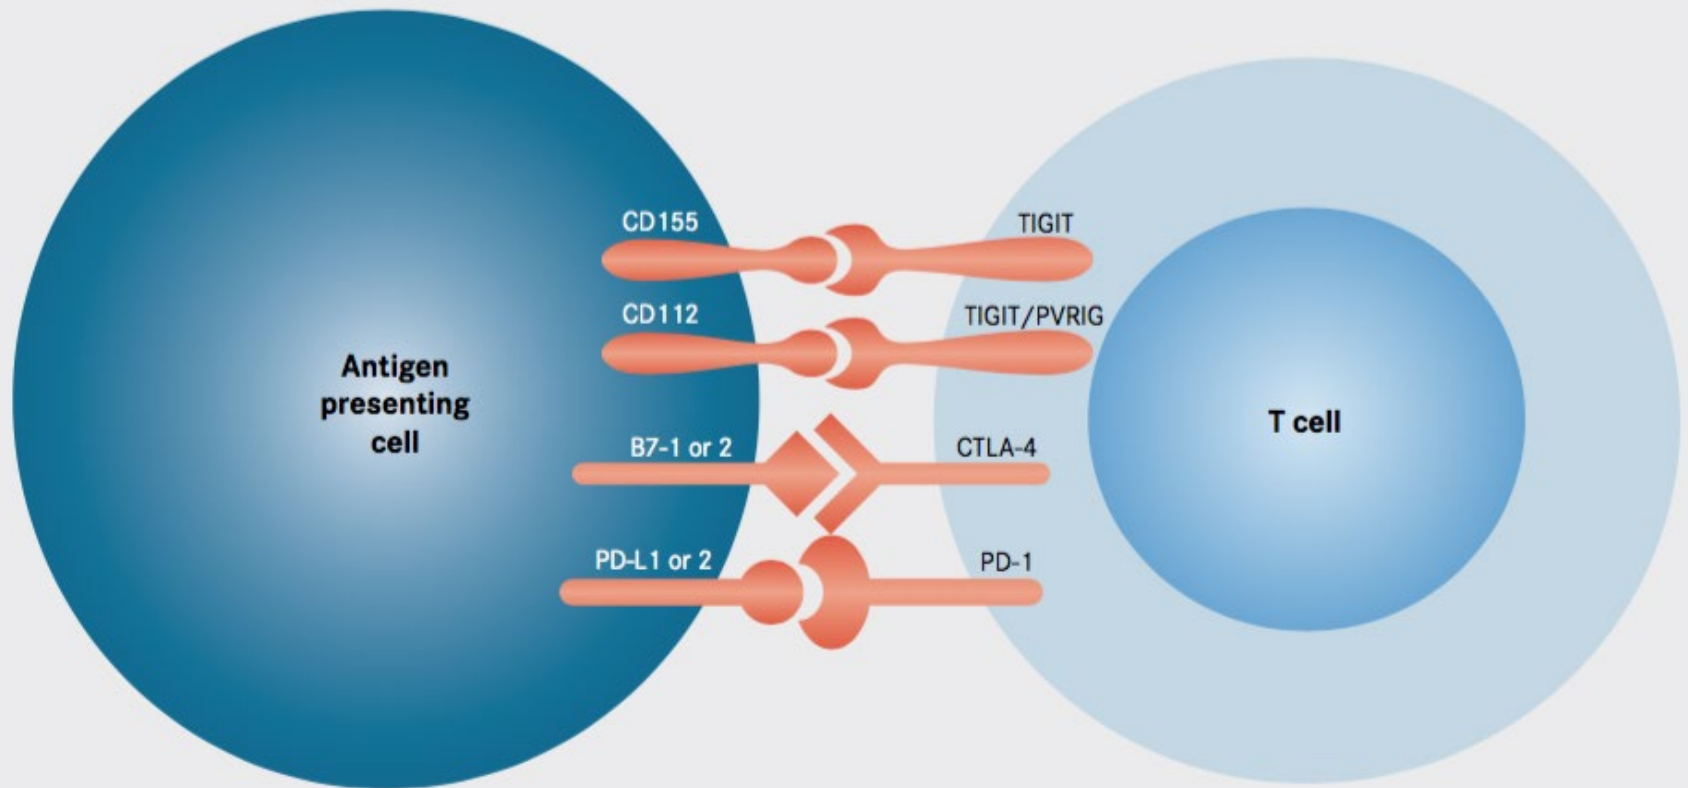 CD155
TIGIT
CD112
TIGIT/PVRIG
Antigen
presenting
cell
T cell
B7-1 or 2
CTLA-4
PD-L1 or 2
PD-1